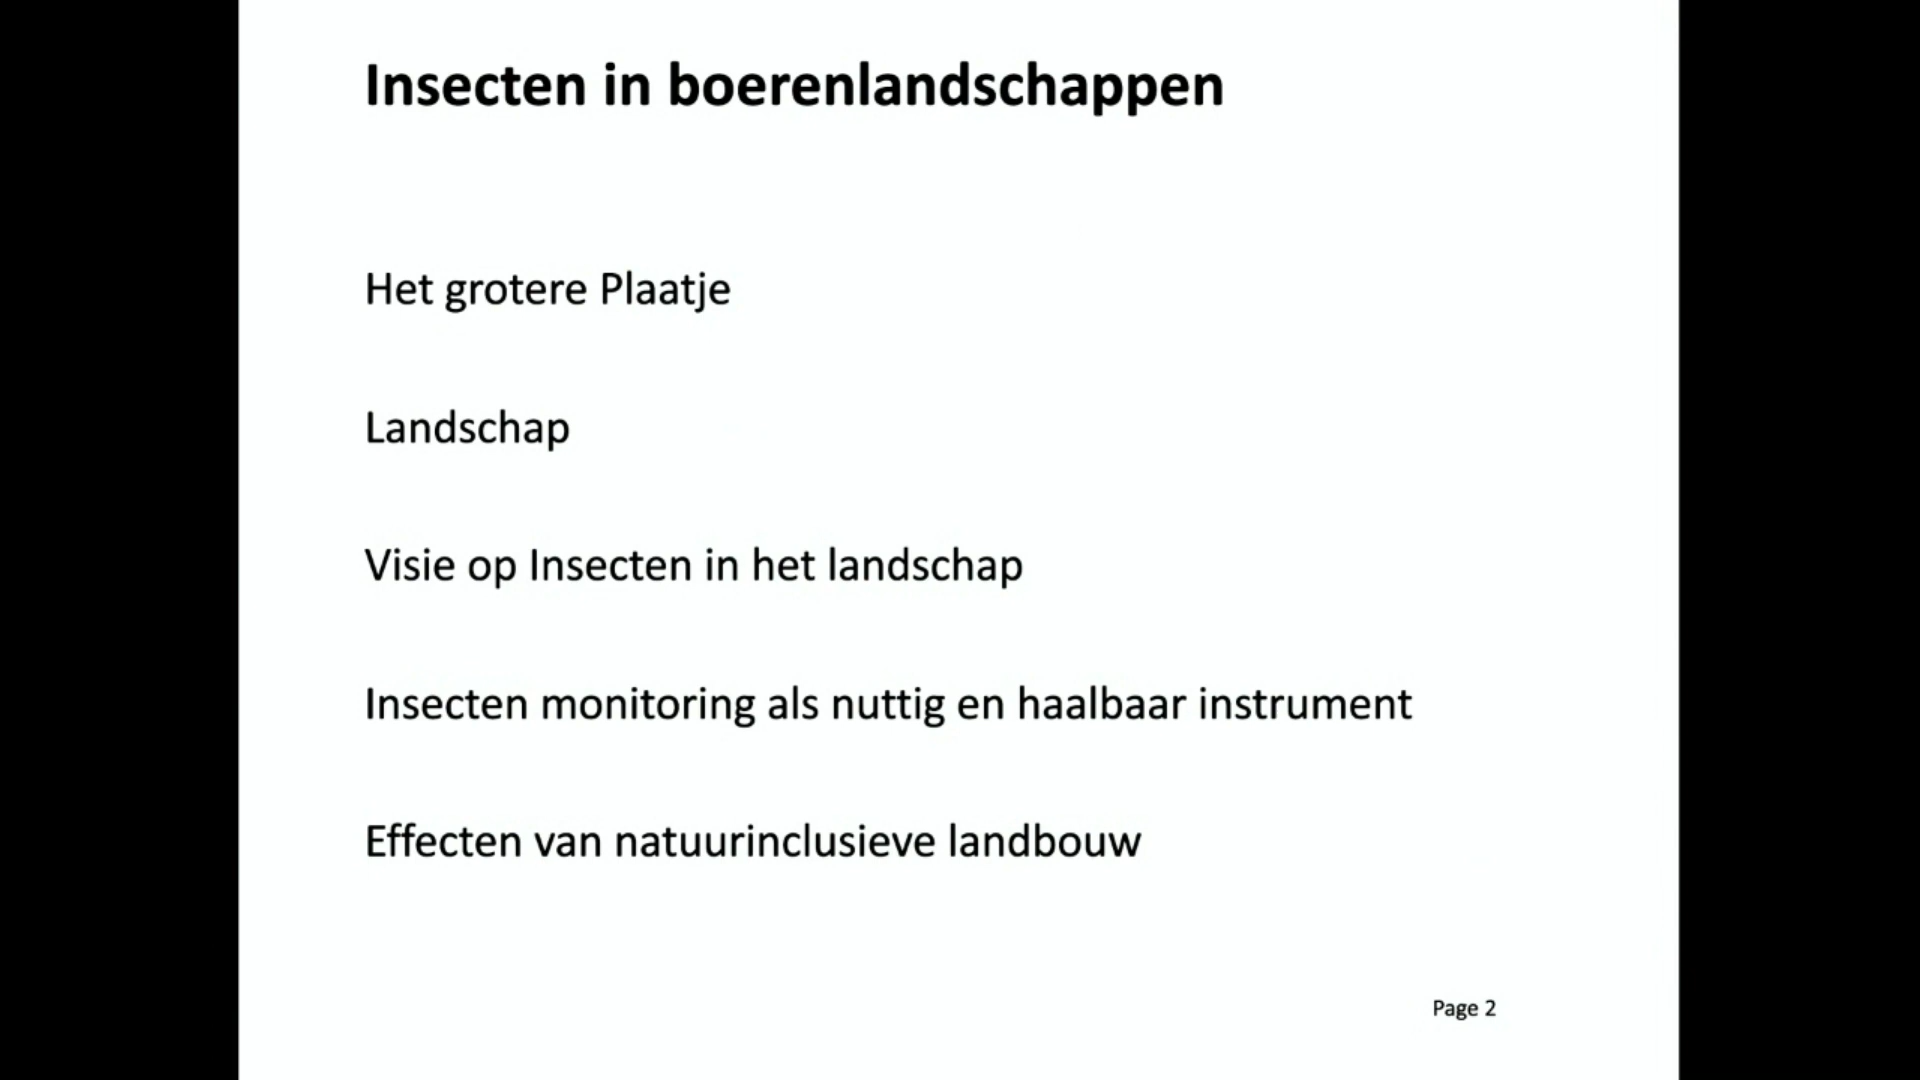 Insecten in boerenlandschappen
Het grotere Plaatje
Landschap
Visie op Insecten in het landschap
Insecten monitoring als nuttig en haalbaar instrument
Effecten van natuurinclusieve landbouw
Page 2